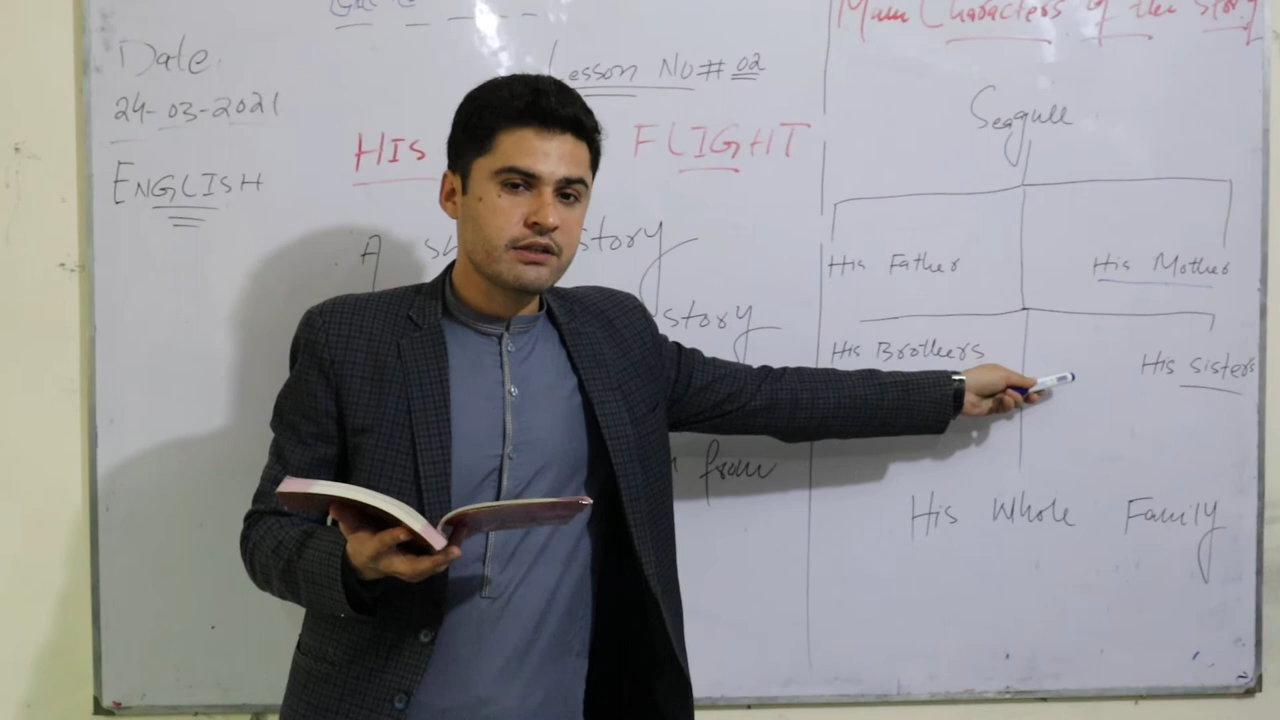 Date
24-03-2021
ENGLISH
Lesson No# 02
HIS FLIGHT
A story
story
from
Main Characters of the Story
Seagull
His Father His Mother
His Brothers His sisters
His Whole Family